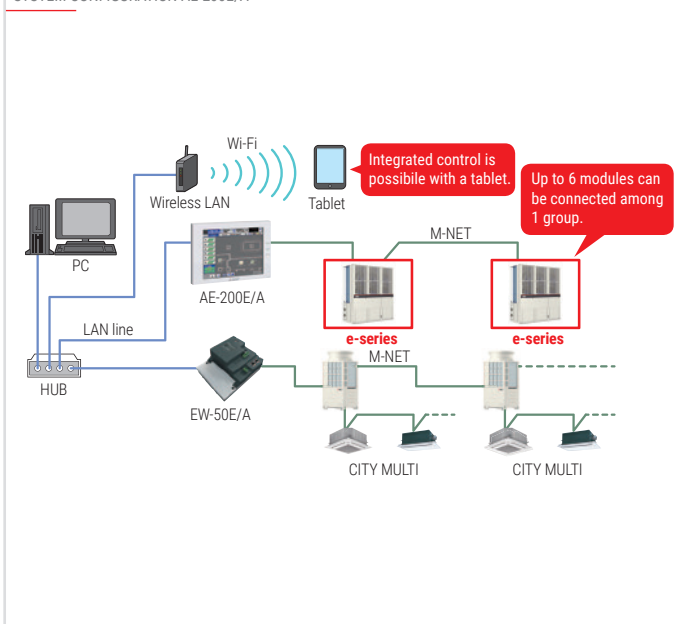 Wi-Fi
Integrated control is
possibile with a tablet.
Up to 6 modules can
be connected among
1 group.
Wireless LAN
Tablet
M-NET
PC
AE-200E/A
LAN line
e-series
e-series
M-NET
HUB
EW-50E/A
CITY MULTI
CITY MULTI